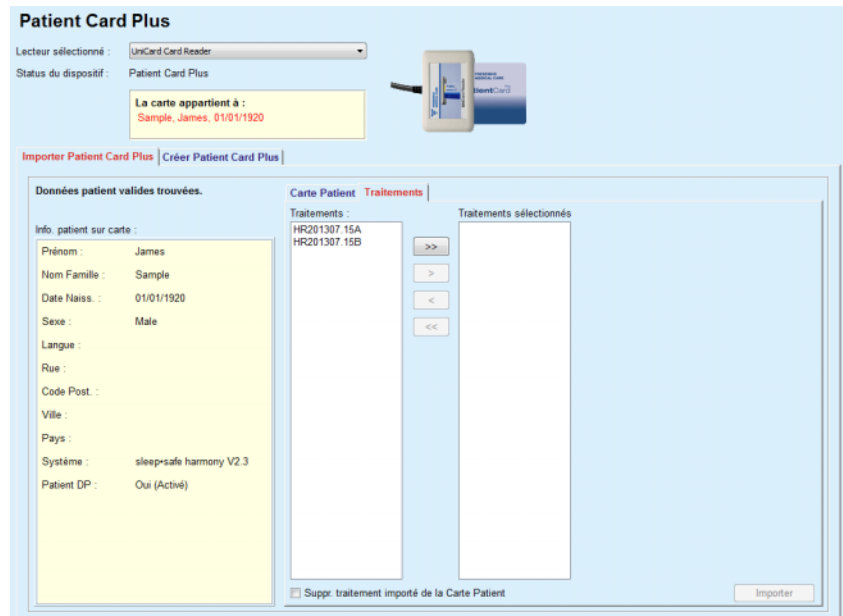 Patient Card Plus
Lecteur sélectionné :
UniCard Card Reader
Status du dispositif :
Patient Card Plus
La carte appartient à :
Sample, James, 01/01/1920
FRESENIUS
MEDICAL CARE
tientCard
Importer Patient Card Plus
Créer Patient Card Plus
Données patient valides trouvées.
Info. patient sur carte :
Prénom : James
Nom Famille : Sample
Date Naiss. : 01/01/1920
Sexe : Male
Langue :
Rue :
Code Post. :
Ville :
Pays :
Système : sleep•safe harmony V2.3
Patient DP : Oui (Activé)
Carte Patient
Traitements
Traitements :
HR201307.15A
HR201307.15B
>>
>
<
<<
Traitements sélectionnés
Suppr. traitement importé de la Carte Patient
Importer